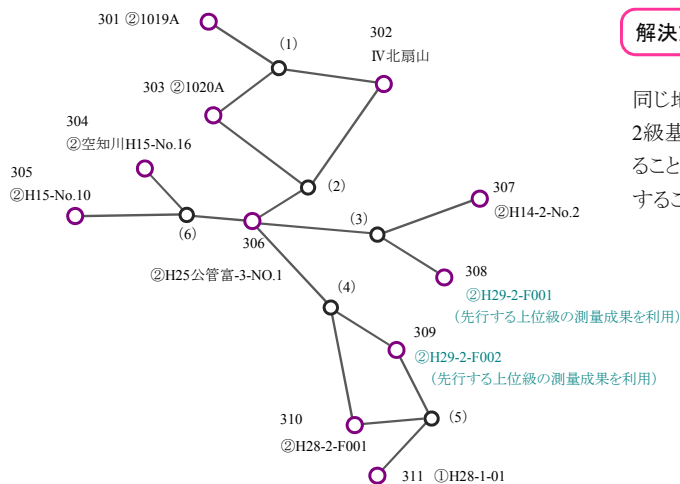 301 ②1019A
(1)
302
Ⅳ北扇山
303 ②1020A
304
②空知川H15-No.16
305
②H15-No.10
(2)
(6)
306
②H25公管富-3-NO.1
(3)
307
②H14-2-No.2
308
②H29-2-F001
(先行する上位級の測量成果を利用)
(4)
309
②H29-2-F002
(先行する上位級の測量成果を利用)
310
②H28-2-F001
(5)
311 ①H28-1-01
解決
同じ
2級基
ること
するこ